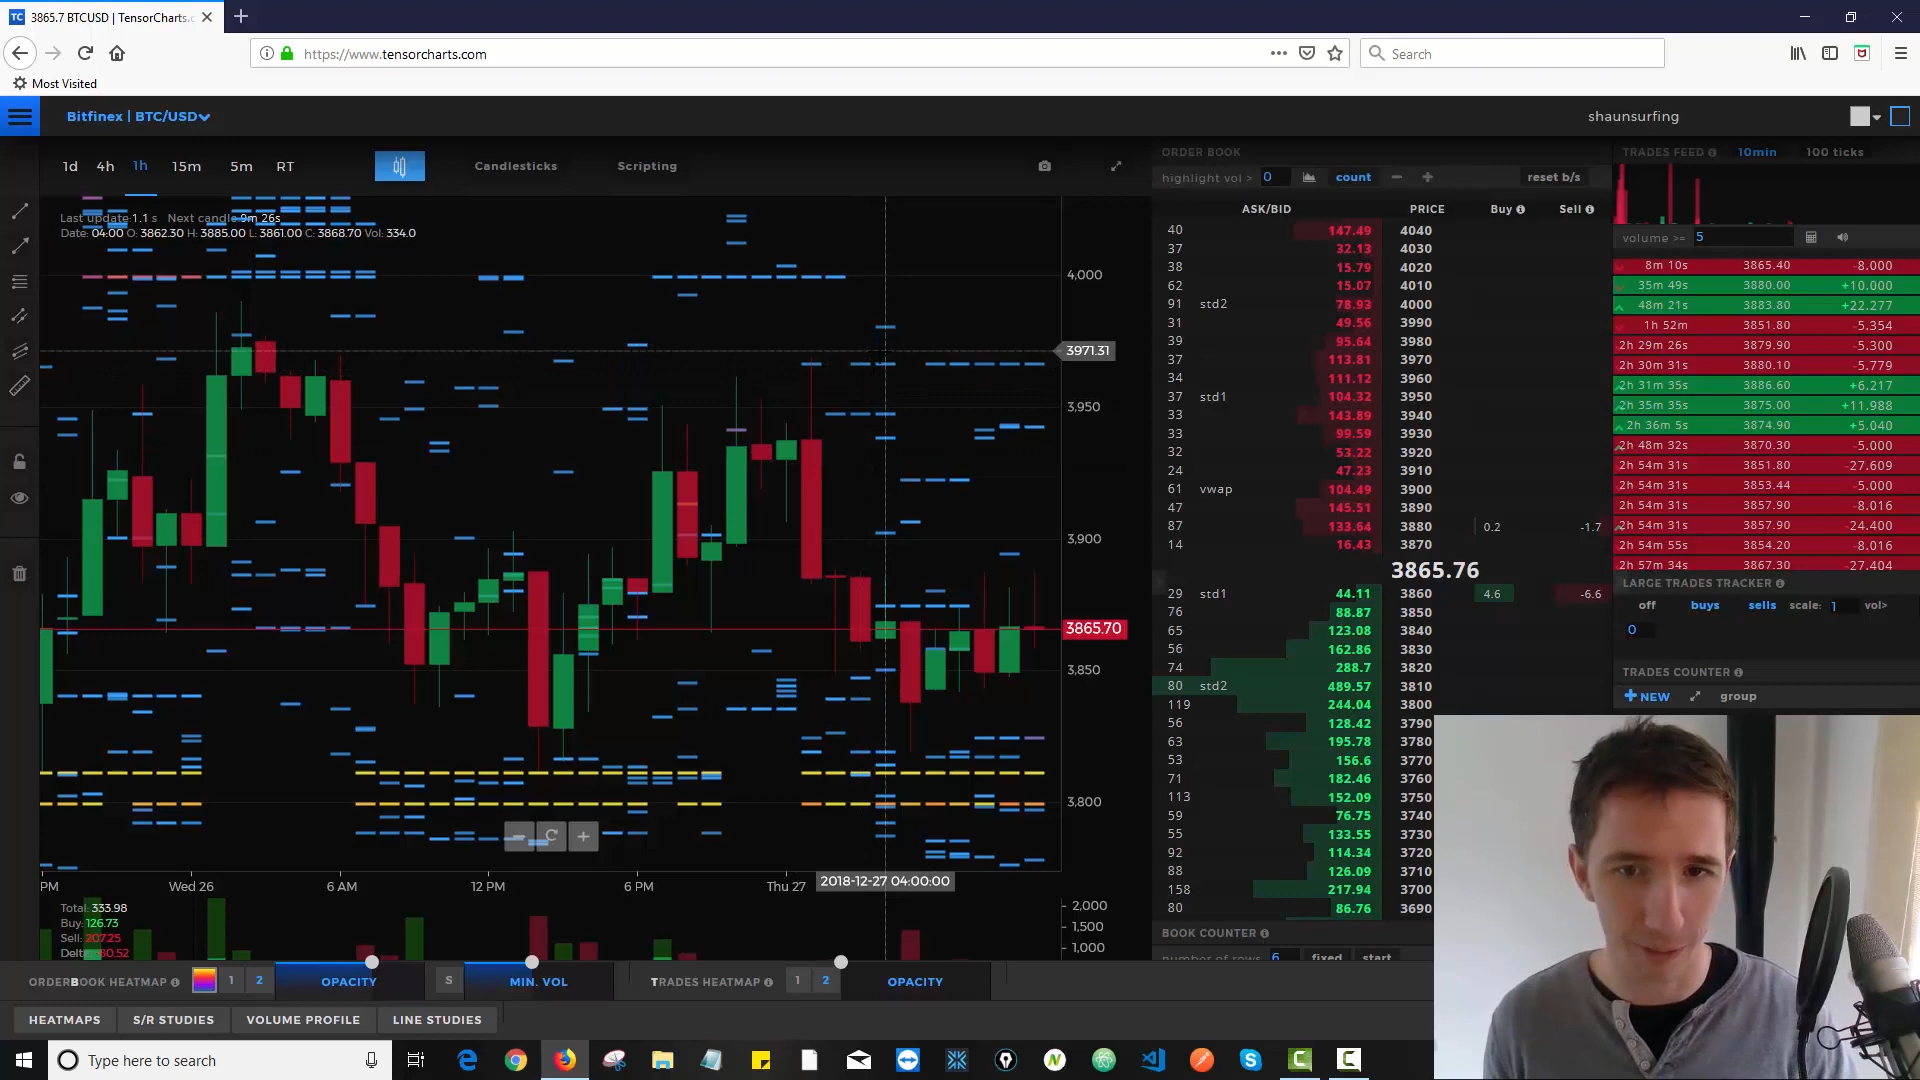 3865.7 BTCUSD | TensorCharts.c
https://www.tensorcharts.com
Search
Most Visited
Bitfinex | BTC/USD
shaunsurfing
1d 4h 1h 15m 5m RT
Candlesticks
Scripting
Last update: 1.1 s Next candle: 9m 26s
Date: 04:00 O: 3862.30 H: 3885.00 L: 3861.00 C: 3868.70 Vol: 334.0
4,000
3971.31
3,950
3,900
3865.70
3,850
3,800
PM Wed 26 6 AM 12 PM 6 PM Thu 27 2018-12-27 04:00:00
Total: 333.98
Buy: 126.73
Sell: 207.25
2,000
1,500
1,000
ORDER BOOK
highlight vol > 0 count reset b/s
ASK/BID PRICE Buy Sell
40 147.49 4040
37 32.13 4030
38 15.79 4020
62 15.07 4010
91 std2 78.93 4000
31 49.56 3990
39 95.64 3980
37 113.81 3970
34 111.12 3960
37 std1 104.32 3950
33 143.89 3940
33 99.59 3930
32 53.22 3920
24 47.23 3910
61 vwap 104.49 3900
47 145.51 3890
87 133.64 3880 0.2 -1.7
14 16.43 3870
3865.76
29 std1 44.11 3860 4.6 -6.6
76 88.87 3850
65 123.08 3840
56 162.86 3830
74 288.7 3820
80 std2 489.57 3810
119 244.04 3800
56 128.42 3790
63 195.78 3780
53 156.6 3770
71 182.46 3760
113 152.09 3750
59 76.75 3740
55 133.55 3730
92 114.34 3720
88 126.09 3710
158 217.94 3700
80 86.76 3690
BOOK COUNTER
number of rows 6 fixed start
TRADES FEED 10min 100 ticks
volume >= 5
8m 10s 3865.40 -8.000
35m 49s 3880.00 +10.000
48m 21s 3883.80 +22.277
1h 52m 3851.80 -5.354
2h 29m 26s 3879.90 -5.300
2h 30m 31s 3880.10 -5.779
2h 31m 35s 3886.60 +6.217
2h 35m 35s 3875.00 +11.988
2h 36m 5s 3874.90 +5.040
2h 48m 32s 3870.30 -5.000
2h 54m 31s 3851.80 -27.609
2h 54m 31s 3853.44 -5.000
2h 54m 31s 3857.90 -8.016
2h 54m 31s 3857.90 -24.400
2h 54m 55s 3854.20 -8.016
2h 57m 34s 3867.30 -27.404
LARGE TRADES TRACKER
off buys sells scale: 1 vol>
0
TRADES COUNTER
+ NEW group
ORDERBOOK HEATMAP 1 2 OPACITY S MIN. VOL TRADES HEATMAP 1 2 OPACITY
HEATMAPS S/R STUDIES VOLUME PROFILE LINE STUDIES
Type here to search